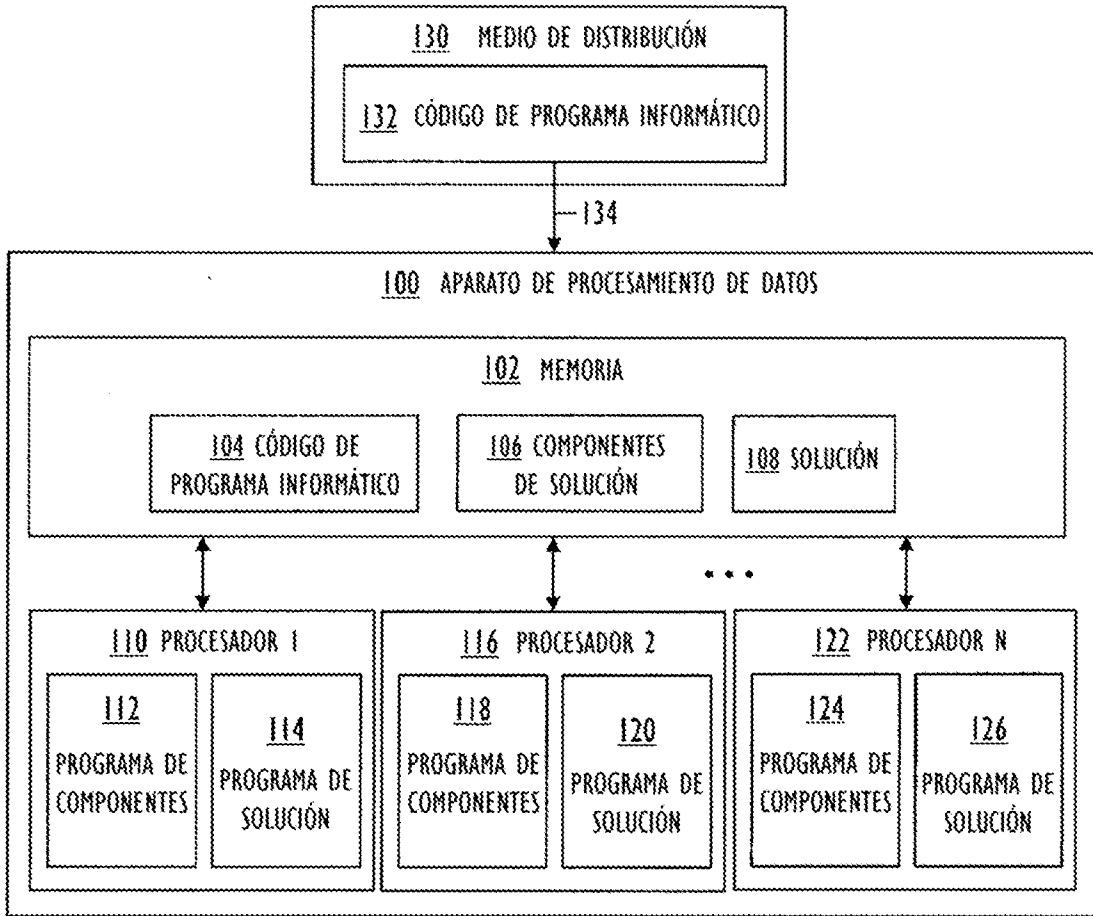 130 MEDIO DE DISTRIBUCIÓN
132 CÓDIGO DE PROGRAMA INFORMÁTICO
134
100 APARATO DE PROCESAMIENTO DE DATOS
102 MEMORIA
104 CÓDIGO DE
PROGRAMA INFORMÁTICO
106 COMPONENTES
DE SOLUCIÓN
108 SOLUCIÓN
...
110 PROCESADOR 1
112
PROGRAMA DE
COMPONENTES
114
PROGRAMA DE
SOLUCIÓN
116 PROCESADOR 2
118
PROGRAMA DE
COMPONENTES
120
PROGRAMA DE
SOLUCIÓN
122 PROCESADOR N
124
PROGRAMA DE
COMPONENTES
126
PROGRAMA DE
SOLUCIÓN